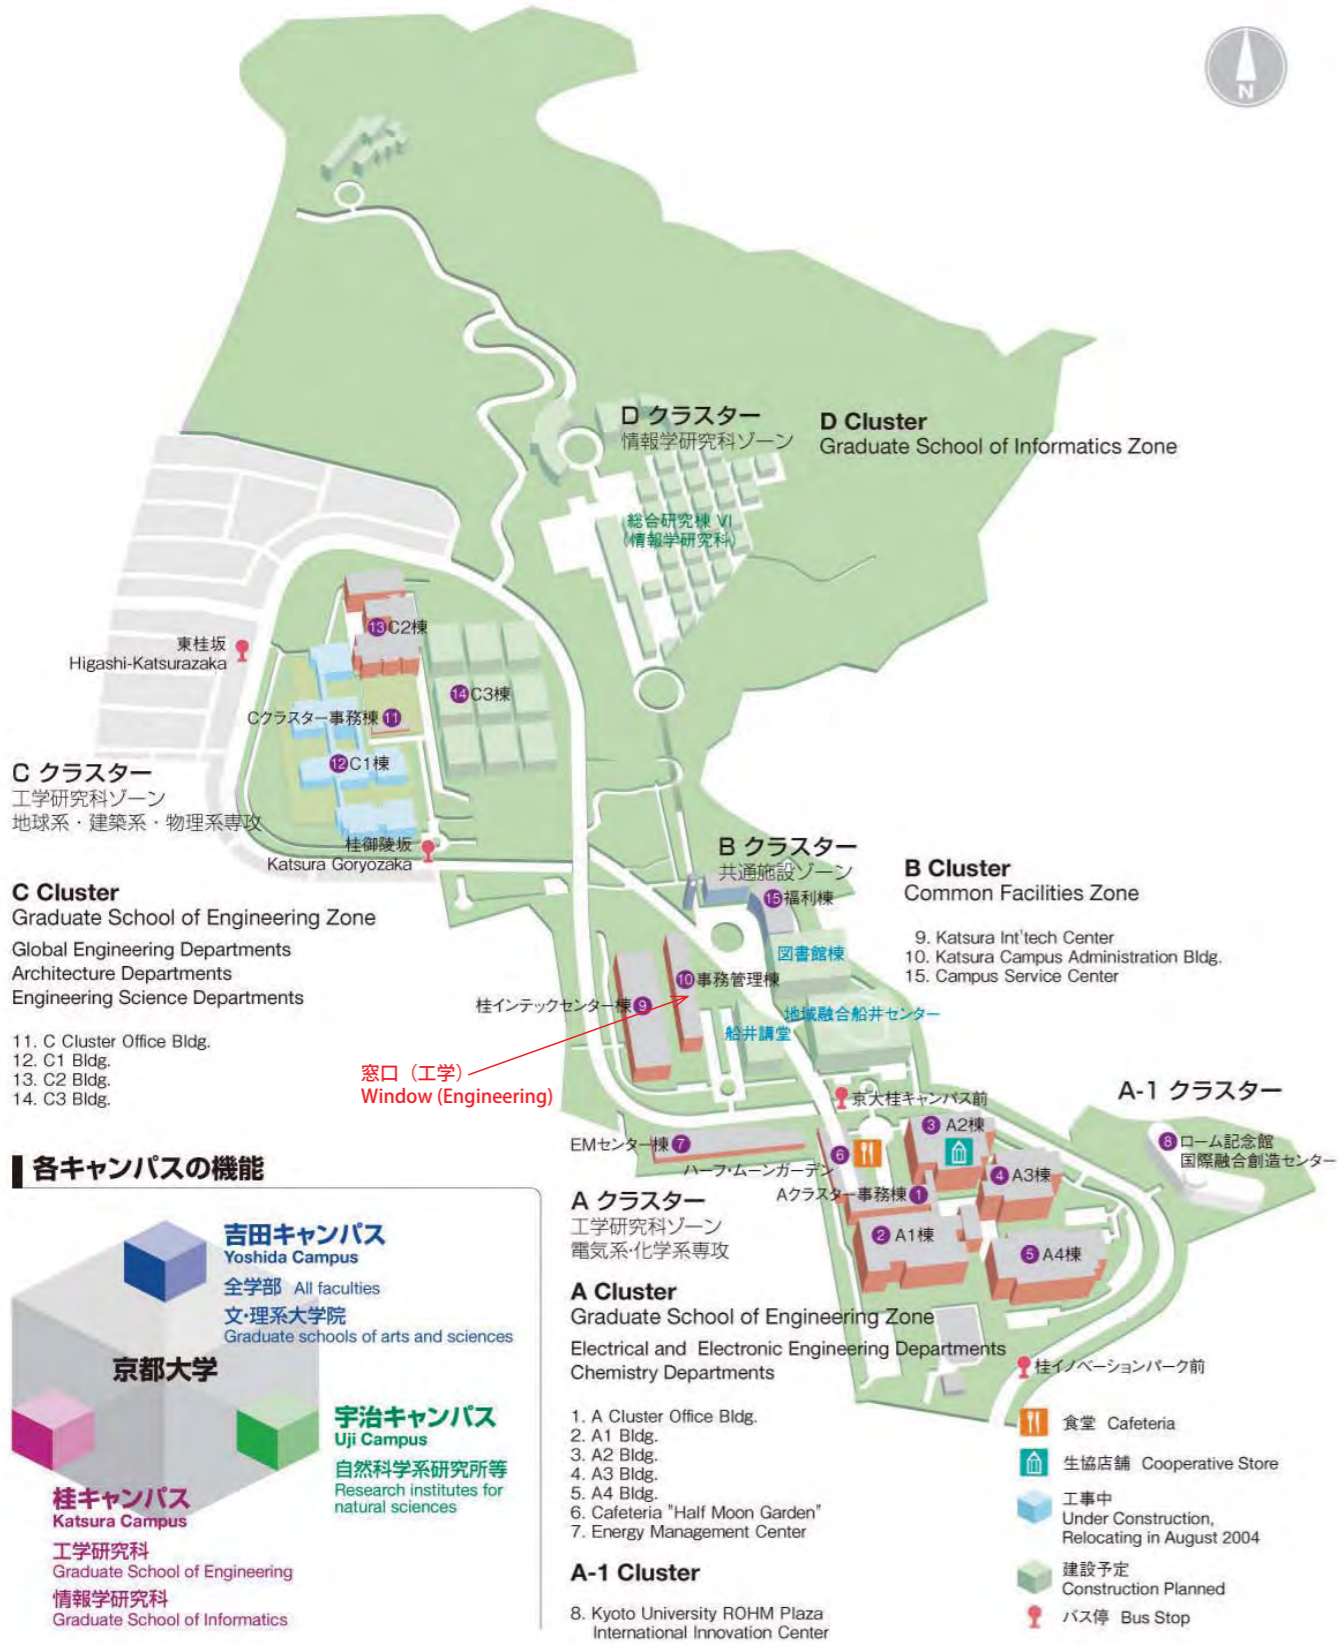 N
D クラスター
情報学研究科ゾーン
D Cluster
Graduate School of Informatics Zone
総合研究棟 VI
(情報学研究科)
東桂坂
Higashi-Katsurazaka
13 C2棟
14 C3棟
Cクラスター事務棟 11
12 C1棟
桂御陵坂
Katsura Goryozaka
C クラスター
工学研究科ゾーン
地球系・建築系・物理系専攻
C Cluster
Graduate School of Engineering Zone
Global Engineering Departments
Architecture Departments
Engineering Science Departments
11. C Cluster Office Bldg.
12. C1 Bldg.
13. C2 Bldg.
14. C3 Bldg.
B クラスター
共通施設ゾーン
15 福利棟
図書館棟
10 事務管理棟
桂インテックセンター棟 9
地域融合船井センター
船井講堂
B Cluster
Common Facilities Zone
9. Katsura Int'tech Center
10. Katsura Campus Administration Bldg.
15. Campus Service Center
窓口（工学）
Window (Engineering)
京大桂キャンパス前
A-1 クラスター
3 A2棟
8 ローム記念館
国際融合創造センター
EMセンター棟 7
ハーフ・ムーンガーデン 6
4 A3棟
Aクラスター事務棟 1
2 A1棟
5 A4棟
桂イノベーションパーク前
A クラスター
工学研究科ゾーン
電気系・化学系専攻
A Cluster
Graduate School of Engineering Zone
Electrical and Electronic Engineering Departments
Chemistry Departments
1. A Cluster Office Bldg.
2. A1 Bldg.
3. A2 Bldg.
4. A3 Bldg.
5. A4 Bldg.
6. Cafeteria "Half Moon Garden"
7. Energy Management Center
A-1 Cluster
8. Kyoto University ROHM Plaza
International Innovation Center
食堂 Cafeteria
生協店舗 Cooperative Store
工事中
Under Construction,
Relocating in August 2004
建設予定
Construction Planned
バス停 Bus Stop
各キャンパスの機能
吉田キャンパス
Yoshida Campus
全学部 All faculties
文・理系大学院
Graduate schools of arts and sciences
京都大学
宇治キャンパス
Uji Campus
自然科学系研究所等
Research institutes for
natural sciences
桂キャンパス
Katsura Campus
工学研究科
Graduate School of Engineering
情報学研究科
Graduate School of Informatics